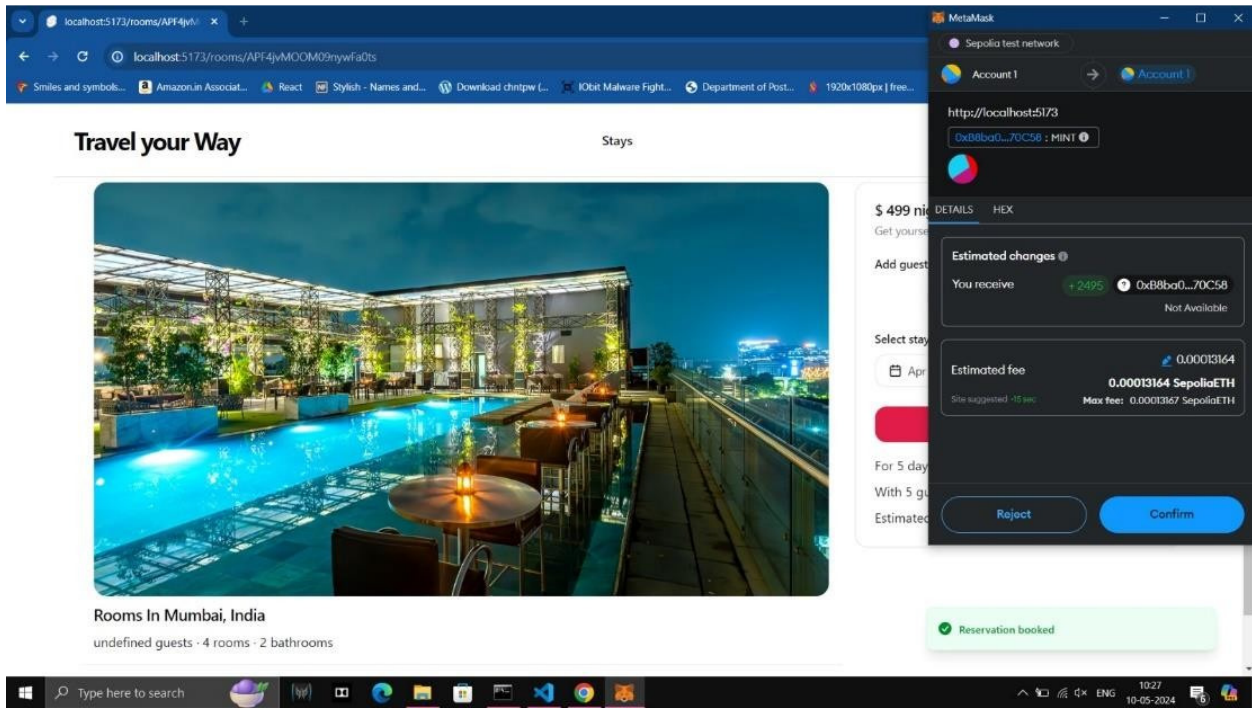 localhost:5173/rooms/APF4jvM
localhost:5173/rooms/APF4jvMOOM09nywFa0ts
Smiles and symbols... Amazon.in Associat... React Stylish - Names and... Download chntpw (... IObit Malware Fight... Department of Post... 1920x1080px | free...
Travel your Way
Stays
$ 499 nig
Get yourse
Add guest
Select stay
Apr
For 5 day
With 5 gu
Estimated
Rooms In Mumbai, India
undefined guests · 4 rooms · 2 bathrooms
MetaMask
Sepolia test network
Account 1 Account 1
http://localhost:5173
0xB8ba0...70C58 : MINT
DETAILS HEX
Estimated changes
You receive +2495 ? 0xB8ba0...70C58
Not Available
Estimated fee 0.00013164
0.00013164 SepoliaETH
Site suggested ~15 sec Max fee: 0.00013167 SepoliaETH
Reject Confirm
Reservation booked
Type here to search
ENG 10:27
10-05-2024
6